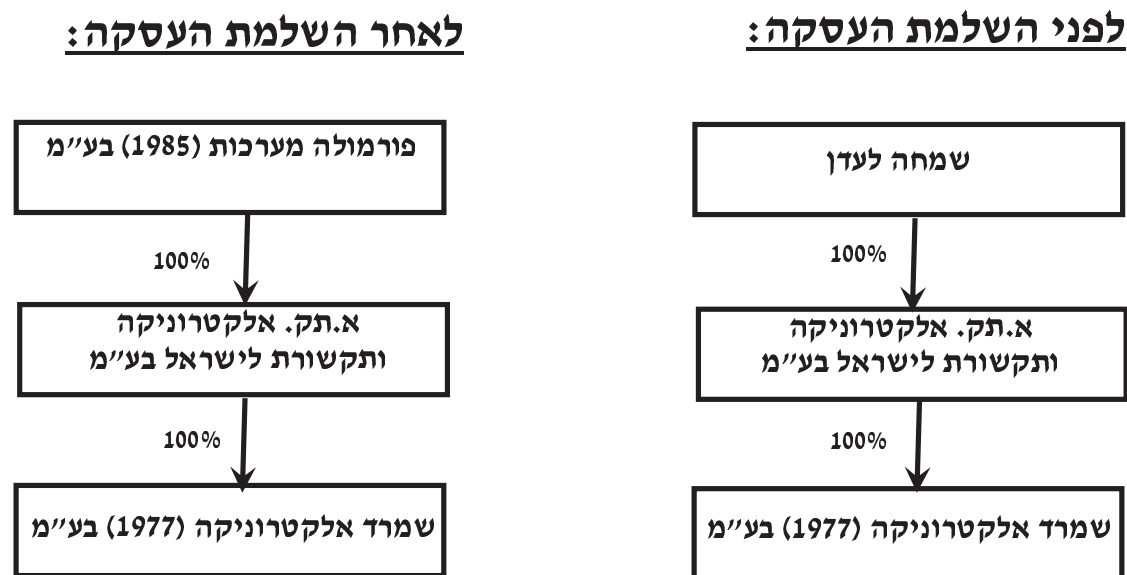 לפני השלמת העסקה:
שמחה לעדן
100%
א.תק. אלקטרוניקה
ותקשורת לישראל בע״מ
100%
שמרד אלקטרוניקה (1977) בע״מ
לאחר השלמת העסקה:
פורמולה מערכות (1985) בע״מ
100%
א.תק. אלקטרוניקה
ותקשורת לישראל בע״מ
100%
שמרד אלקטרוניקה (1977) בע״מ